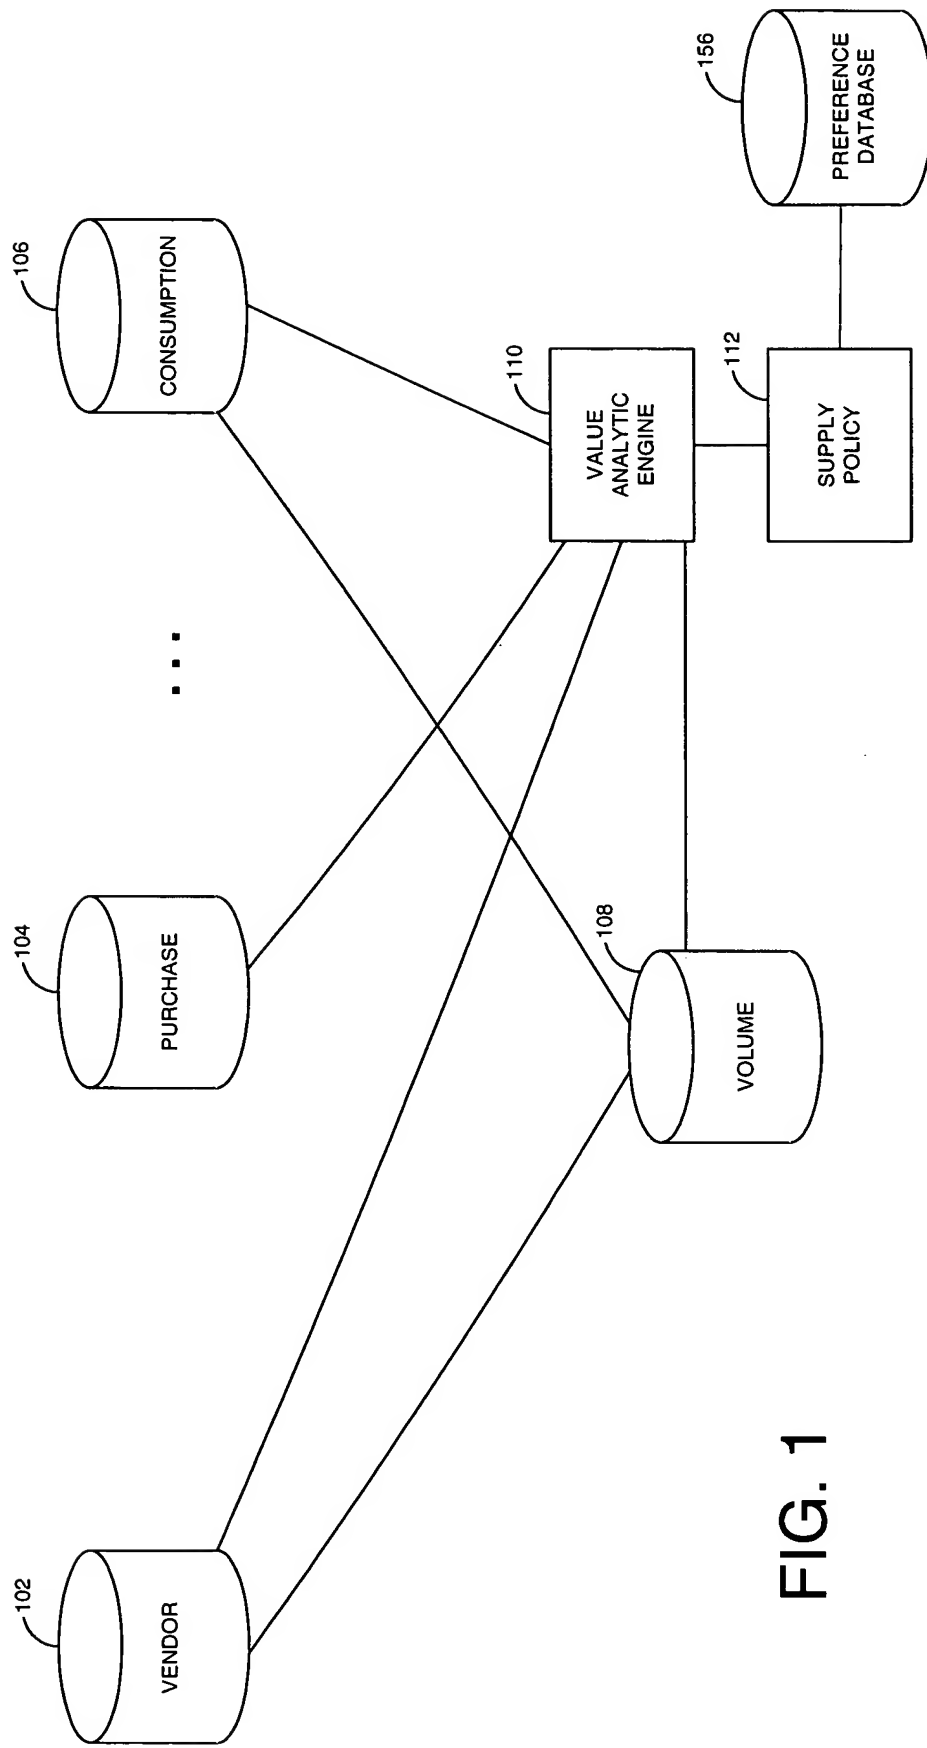 102
VENDOR
104
PURCHASE
...
106
CONSUMPTION
108
VOLUME
110
VALUE
ANALYTIC
ENGINE
112
SUPPLY
POLICY
156
PREFERENCE
DATABASE
FIG. 1